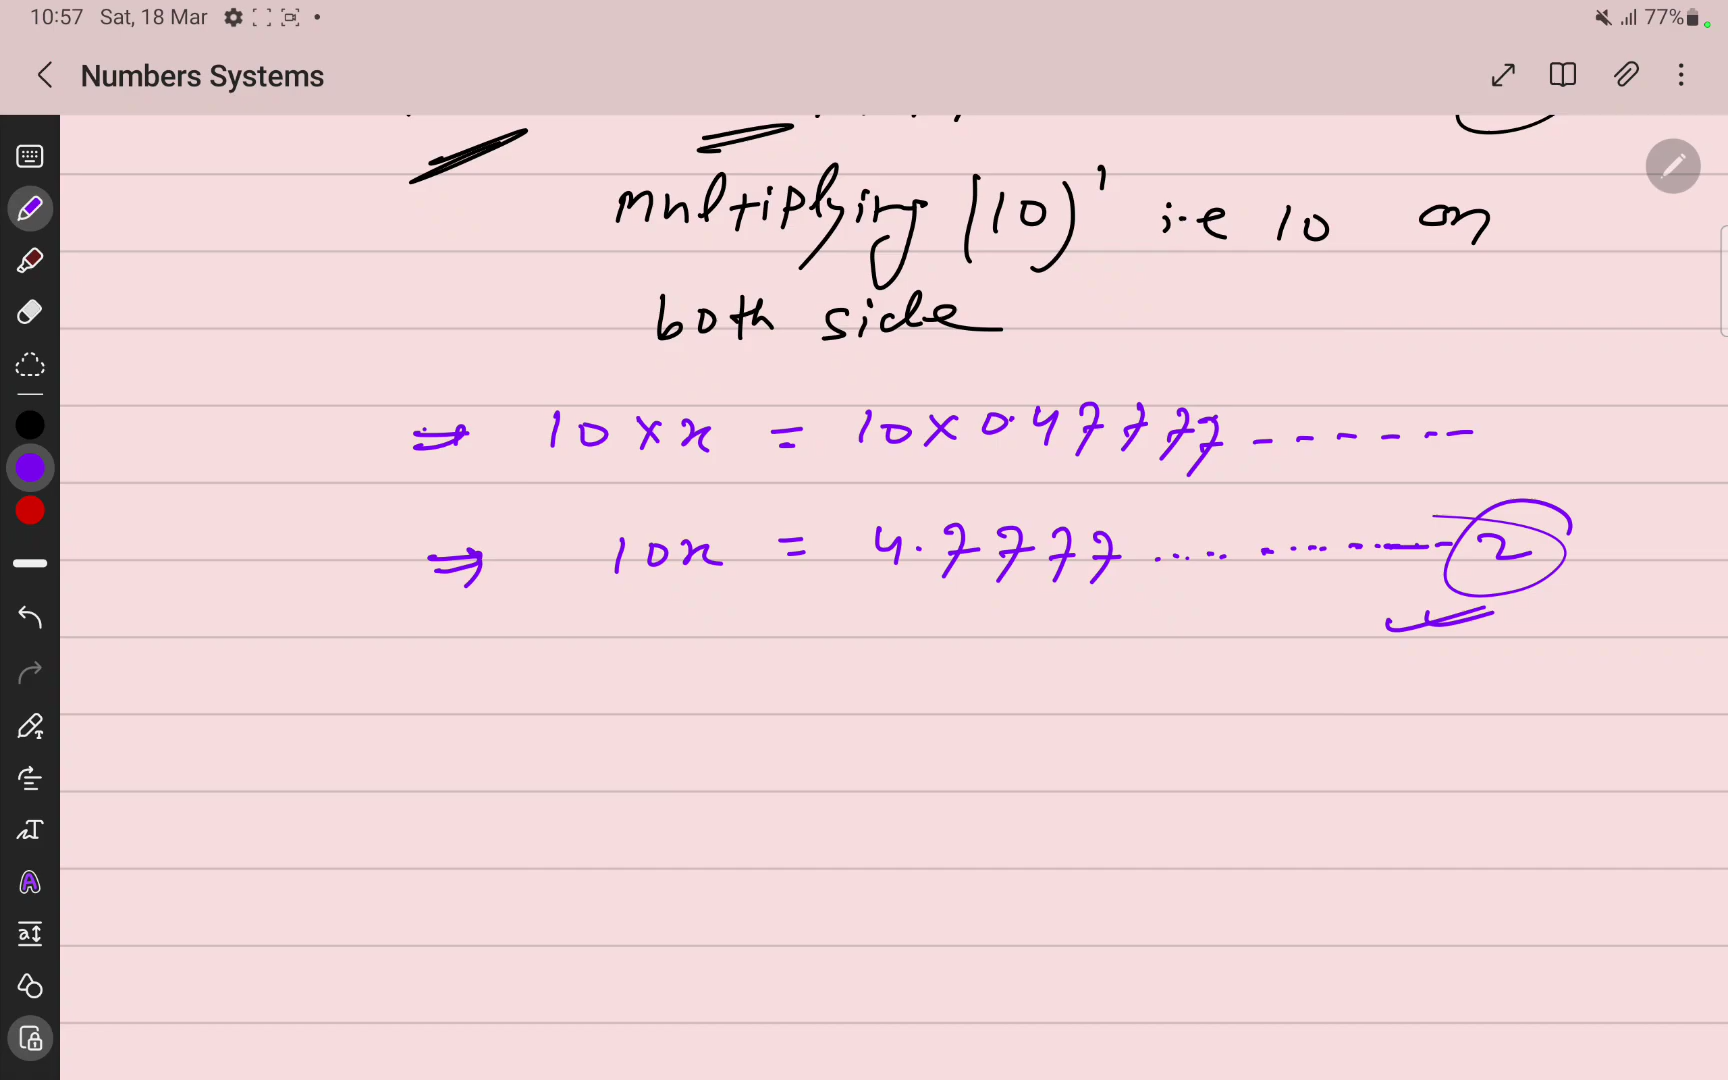 10:57 Sat, 18 Mar 77%
Numbers Systems
multiplying (10)¹ i.e 10 on
both side
⇒ 10 × x = 10 × 0.47777 - - - - - -
⇒ 10x = 4.7777 ..... ------- 2